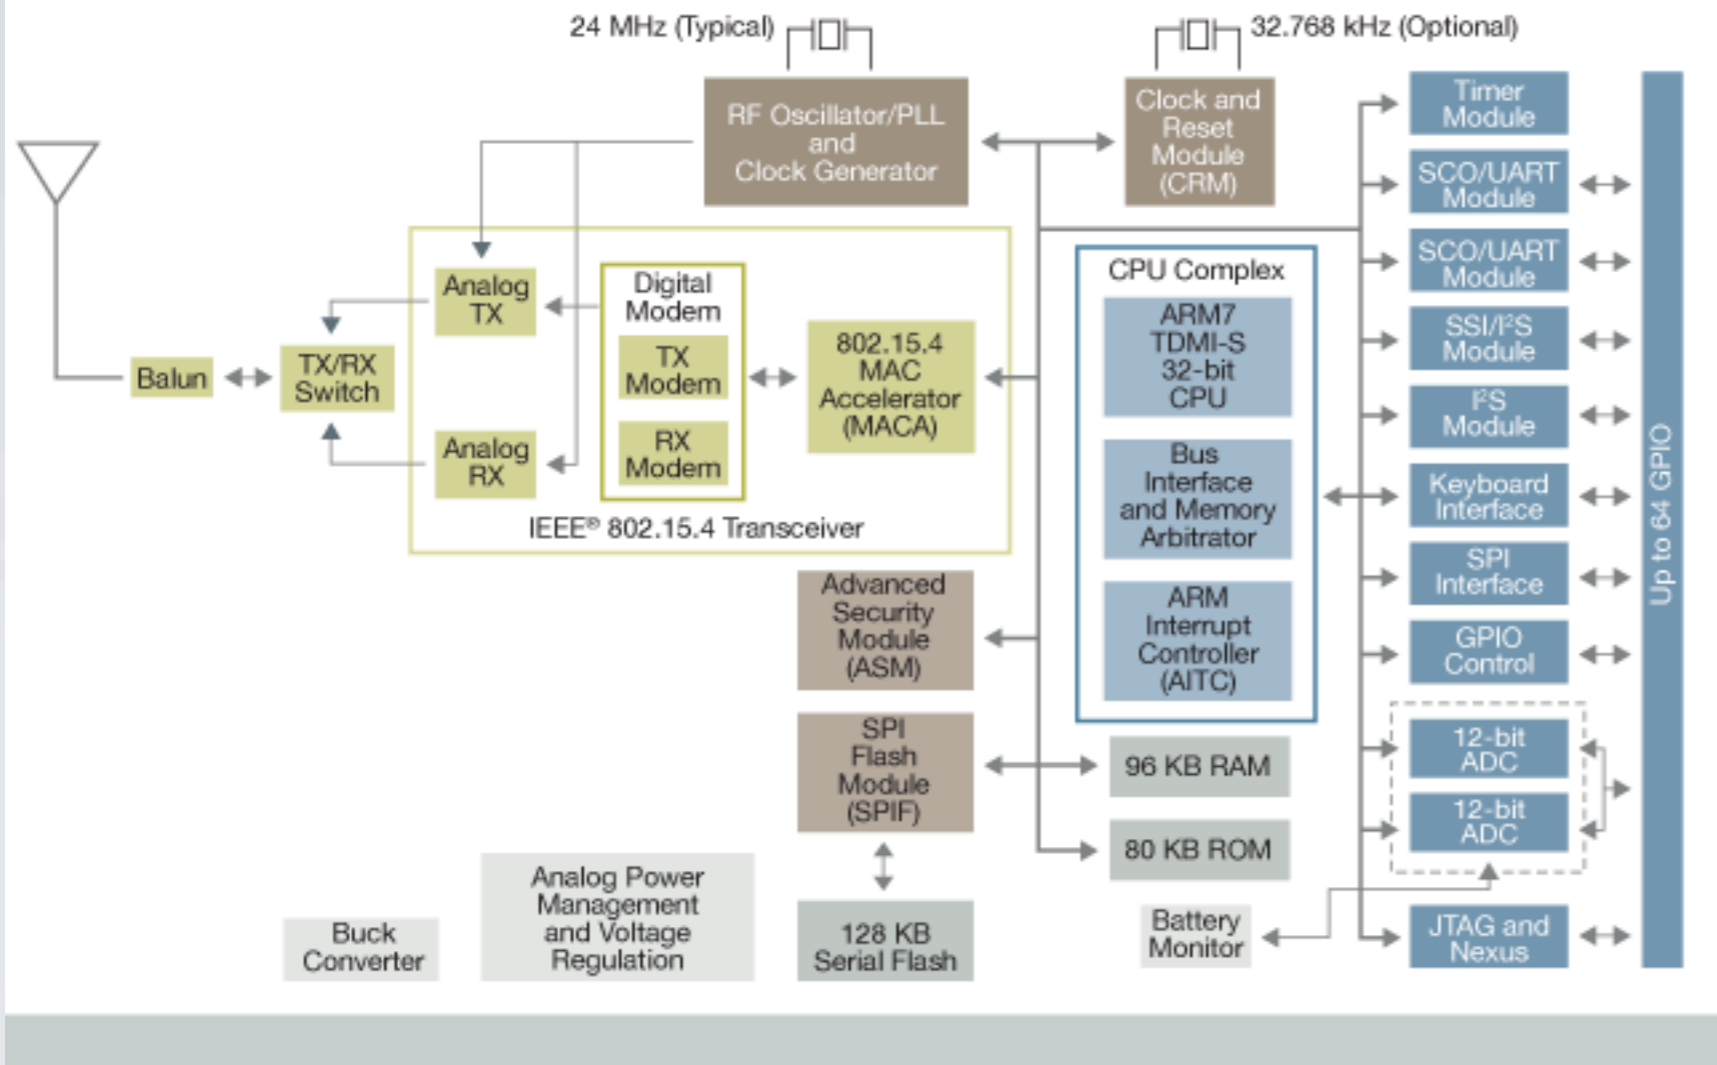 24 MHz (Typical)
32.768 kHz (Optional)
RF Oscillator/PLL
and
Clock Generator
Clock and
Reset
Module
(CRM)
Timer
Module
SCO/UART
Module
SCO/UART
Module
SSI/I²S
Module
I²S
Module
Keyboard
Interface
SPI
Interface
GPIO
Control
12-bit
ADC
12-bit
ADC
JTAG and
Nexus
Up to 64 GPIO
Balun
TX/RX
Switch
Analog
TX
Analog
RX
Digital
Modem
TX
Modem
RX
Modem
802.15.4
MAC
Accelerator
(MACA)
IEEE® 802.15.4 Transceiver
CPU Complex
ARM7
TDMI-S
32-bit
CPU
Bus
Interface
and Memory
Arbitrator
ARM
Interrupt
Controller
(AITC)
Advanced
Security
Module
(ASM)
SPI
Flash
Module
(SPIF)
96 KB RAM
80 KB ROM
Buck
Converter
Analog Power
Management
and Voltage
Regulation
128 KB
Serial Flash
Battery
Monitor